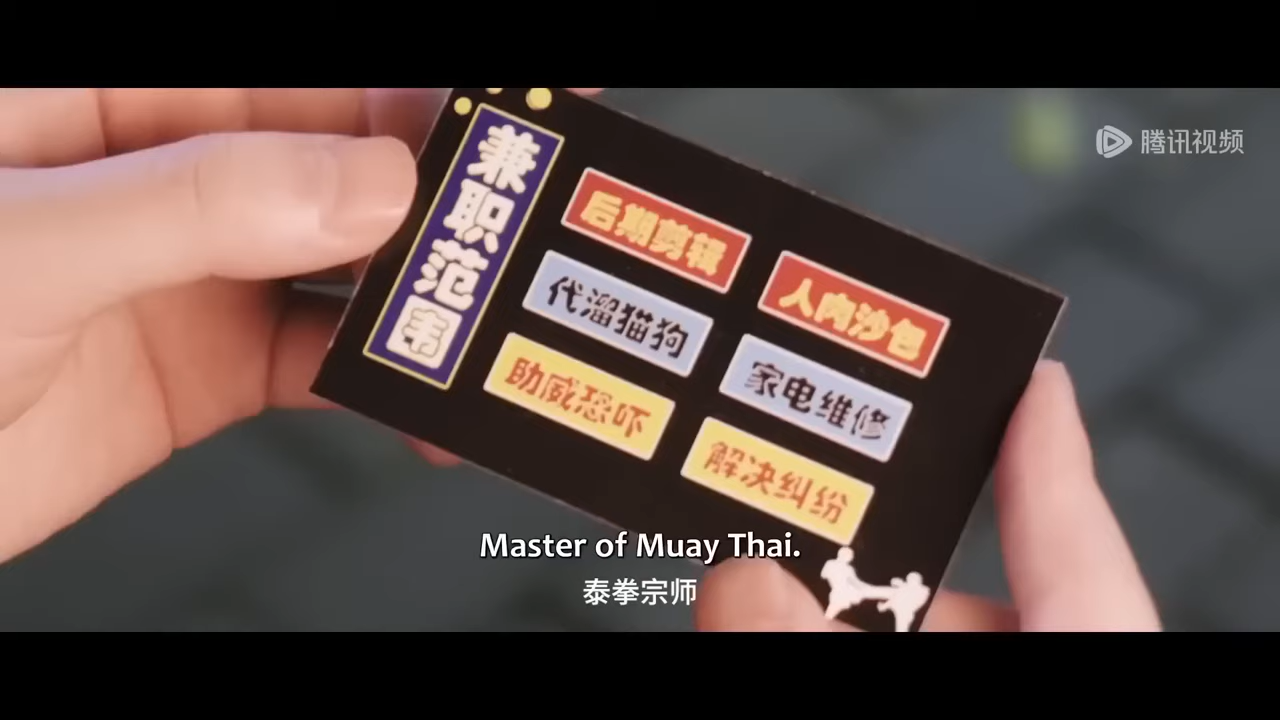 腾讯视频
兼职范围
后期剪辑
人肉沙包
代溜猫狗
家电维修
助威恐吓
解决纠纷
Master of Muay Thai.
泰拳宗师